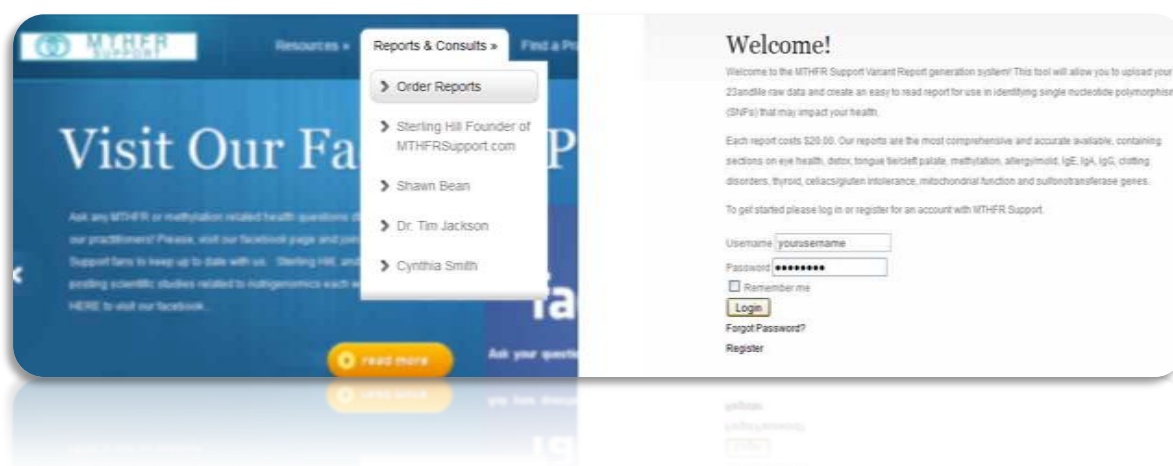 MTHFR
SUPPORT
Resources »
Reports & Consults »
Find a Pr
Order Reports
Sterling Hill Founder of
MTHFRSupport.com
Shawn Bean
Dr. Tim Jackson
Cynthia Smith
Visit Our Fa
P
Ask any MTHFR or methylation related health questions
our practitioners! Please, visit our facebook page and
Support fans to keep up to date with us. Sterling Hill, and
posting scientific studies related to nutrigenomics each
HERE to visit our facebook...
read more
fa
Ask your questi
Welcome!
Welcome to the MTHFR Support Variant Report generation system! This tool will allow you to upload your
23andMe raw data and create an easy to read report for use in identifying single nucleotide polymorphism
(SNPs) that may impact your health.
Each report costs $20.00. Our reports are the most comprehensive and accurate available, containing
sections on eye health, detox, tongue tie/cleft palate, methylation, allergy/mold, IgE, IgA, IgG, clotting
disorders, thyroid, celiacs/gluten intolerance, mitochondrial function and sulfonotransferase genes.
To get started please log in or register for an account with MTHFR Support.
Username yourusername
Password ••••••••
Remember me
Login
Forgot Password?
Register